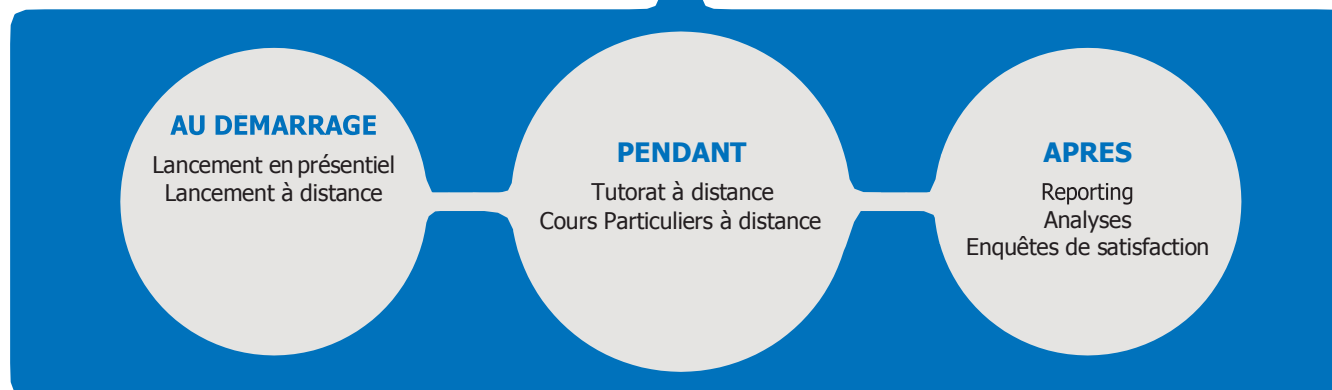 AU DEMARRAGE
Lancement en présentiel
Lancement à distance
PENDANT
Tutorat à distance
Cours Particuliers à distance
APRES
Reporting
Analyses
Enquêtes de satisfaction